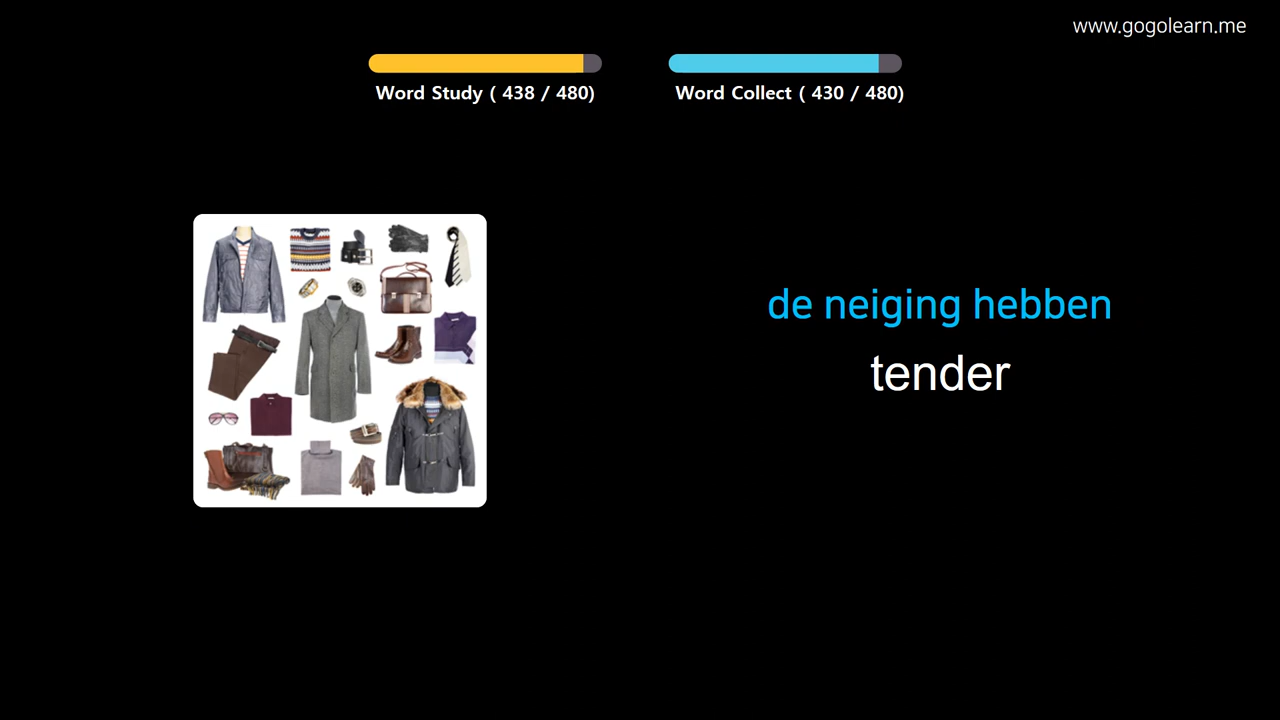 www.gogolearn.me
Word Study ( 438 / 480)
Word Collect ( 430 / 480)
de neiging hebben
tender